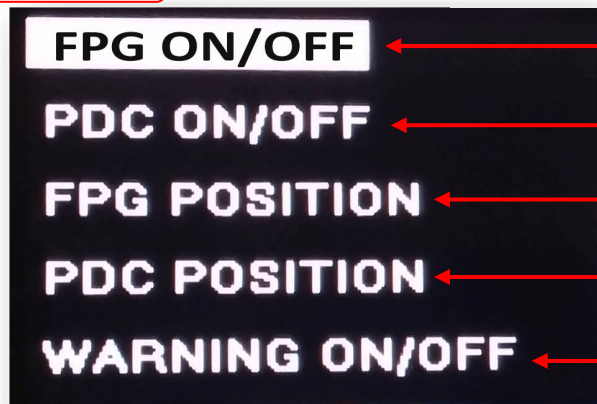 FPG ON/OFF
PDC ON/OFF
FPG POSITION
PDC POSITION
WARNING ON/OFF